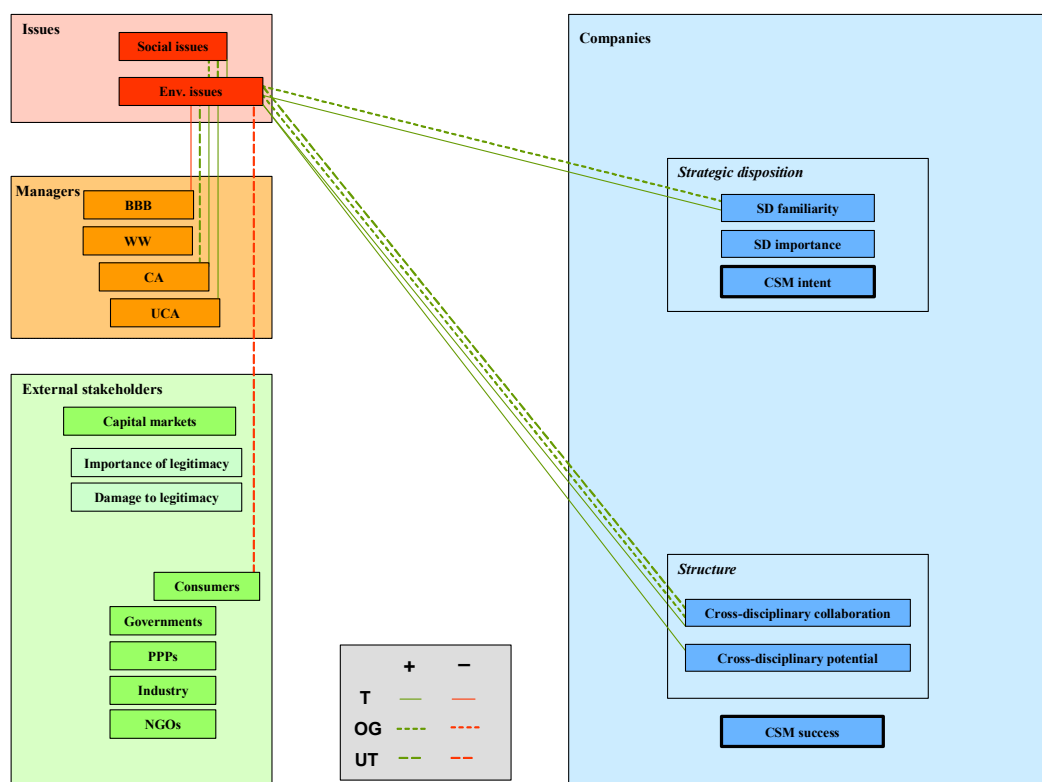 Issues
Social issues
Env. issues
Managers
BBB
WW
CA
UCA
External stakeholders
Capital markets
Importance of legitimacy
Damage to legitimacy
Consumers
Governments
PPPs
Industry
NGOs
+ −
T
OG
UT
Companies
Strategic disposition
SD familiarity
SD importance
CSM intent
Structure
Cross-disciplinary collaboration
Cross-disciplinary potential
CSM success